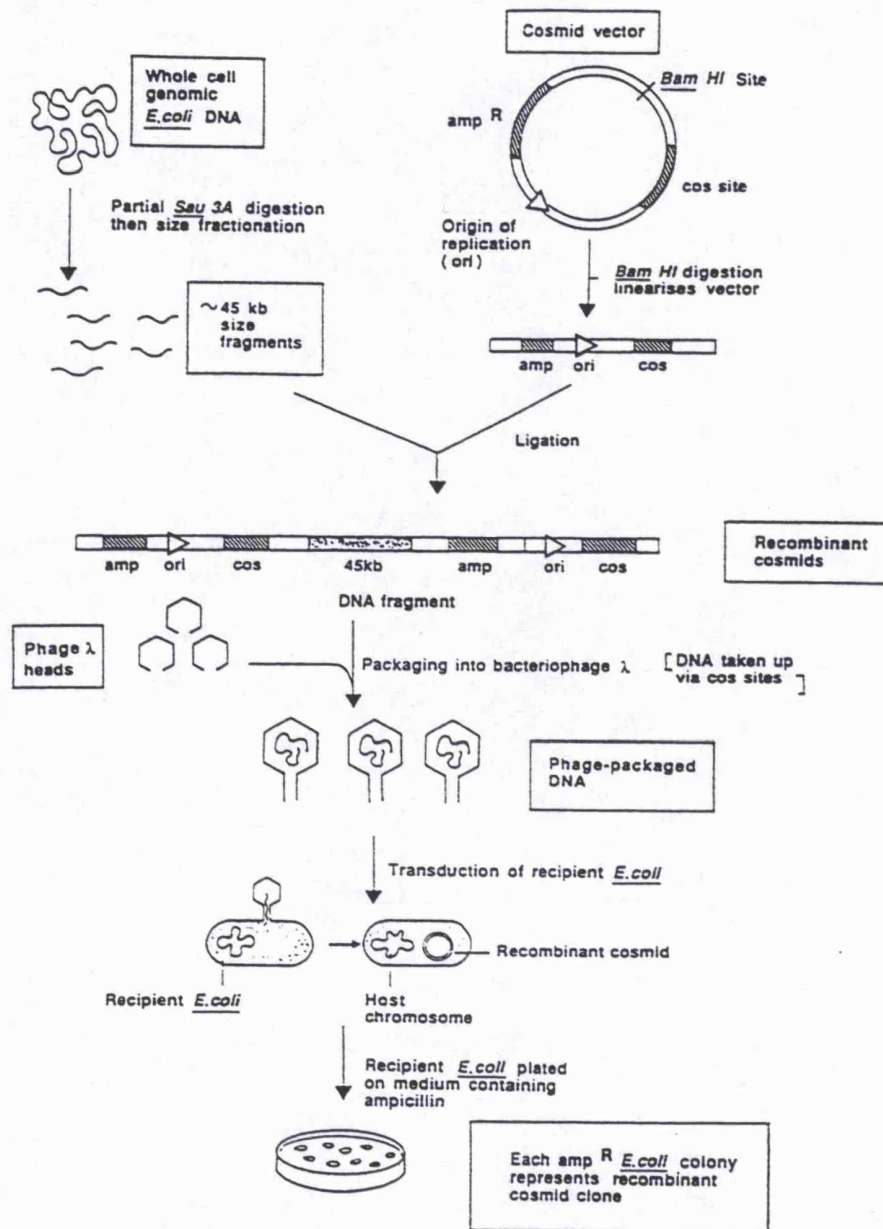 Cosmid vector
Whole cell
genomic
E.coli DNA
Bam HI Site
amp R
cos site
Partial Sau 3A digestion
then size fractionation
Origin of
replication
(ori)
Bam HI digestion
linearises vector
~45 kb
size
fragments
amp ori cos
Ligation
amp ori cos 45kb amp ori cos
Recombinant
cosmids
DNA fragment
Phage λ
heads
Packaging into bacteriophage λ
[DNA taken up
via cos sites]
Phage-packaged
DNA
Transduction of recipient E.coli
Recombinant cosmid
Recipient E.coli
Host
chromosome
Recipient E.coli plated
on medium containing
ampicillin
Each amp R E.coli colony
represents recombinant
cosmid clone